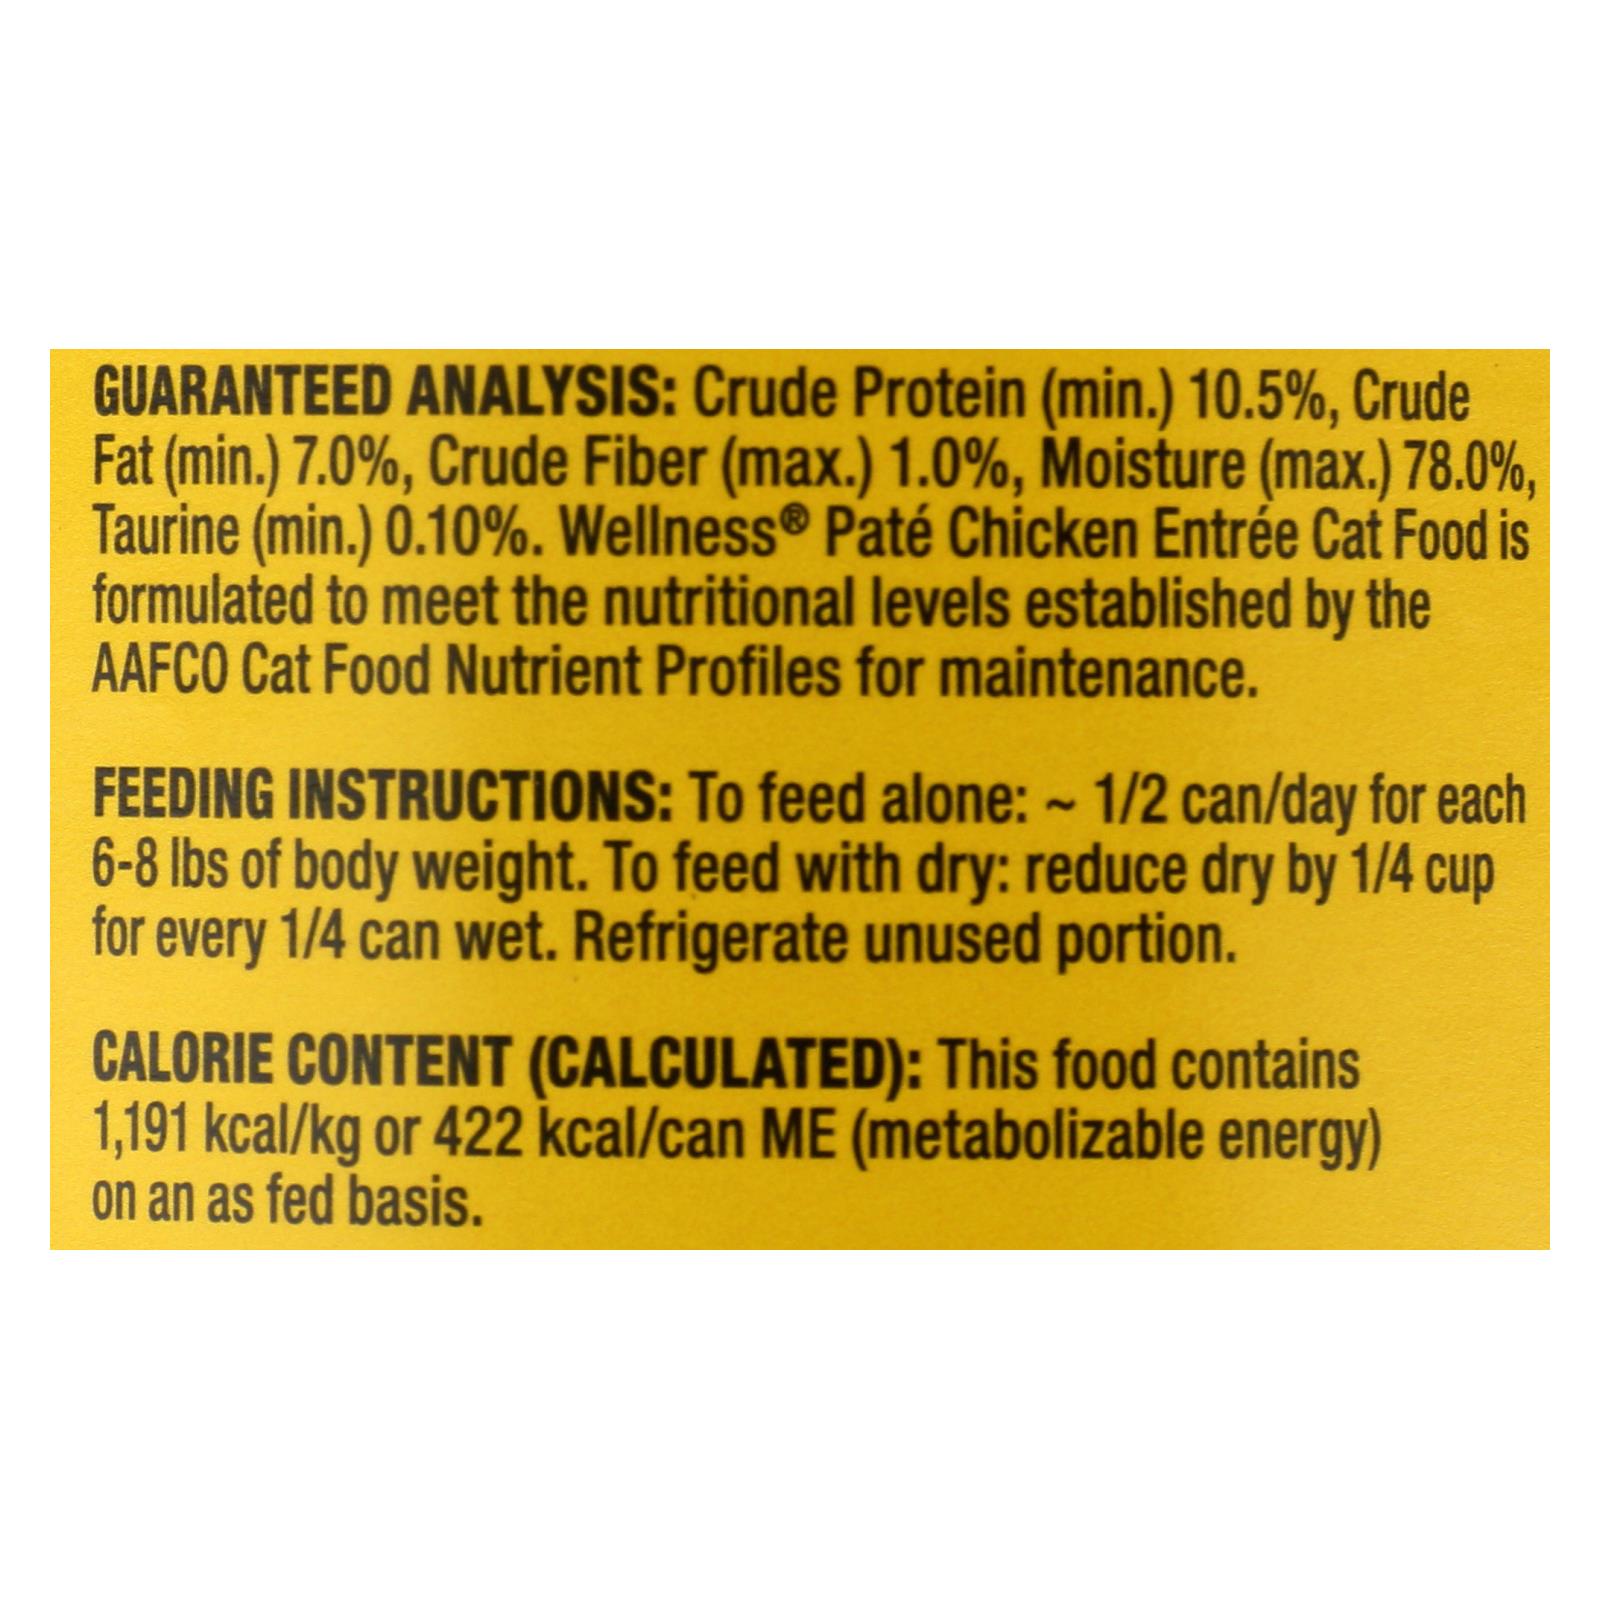 GUARANTEED ANALYSIS: Crude Protein (min.) 10.5%, Crude
Fat (min.) 7.0%, Crude Fiber (max.) 1.0%, Moisture (max.) 78.0%,
Taurine (min.) 0.10%. Wellness® Paté Chicken Entrée Cat Food is
formulated to meet the nutritional levels established by the
AAFCO Cat Food Nutrient Profiles for maintenance.
FEEDING INSTRUCTIONS: To feed alone: ~ 1/2 can/day for each
6-8 lbs of body weight. To feed with dry: reduce dry by 1/4 cup
for every 1/4 can wet. Refrigerate unused portion.
CALORIE CONTENT (CALCULATED): This food contains
1,191 kcal/kg or 422 kcal/can ME (metabolizable energy)
on an as fed basis.